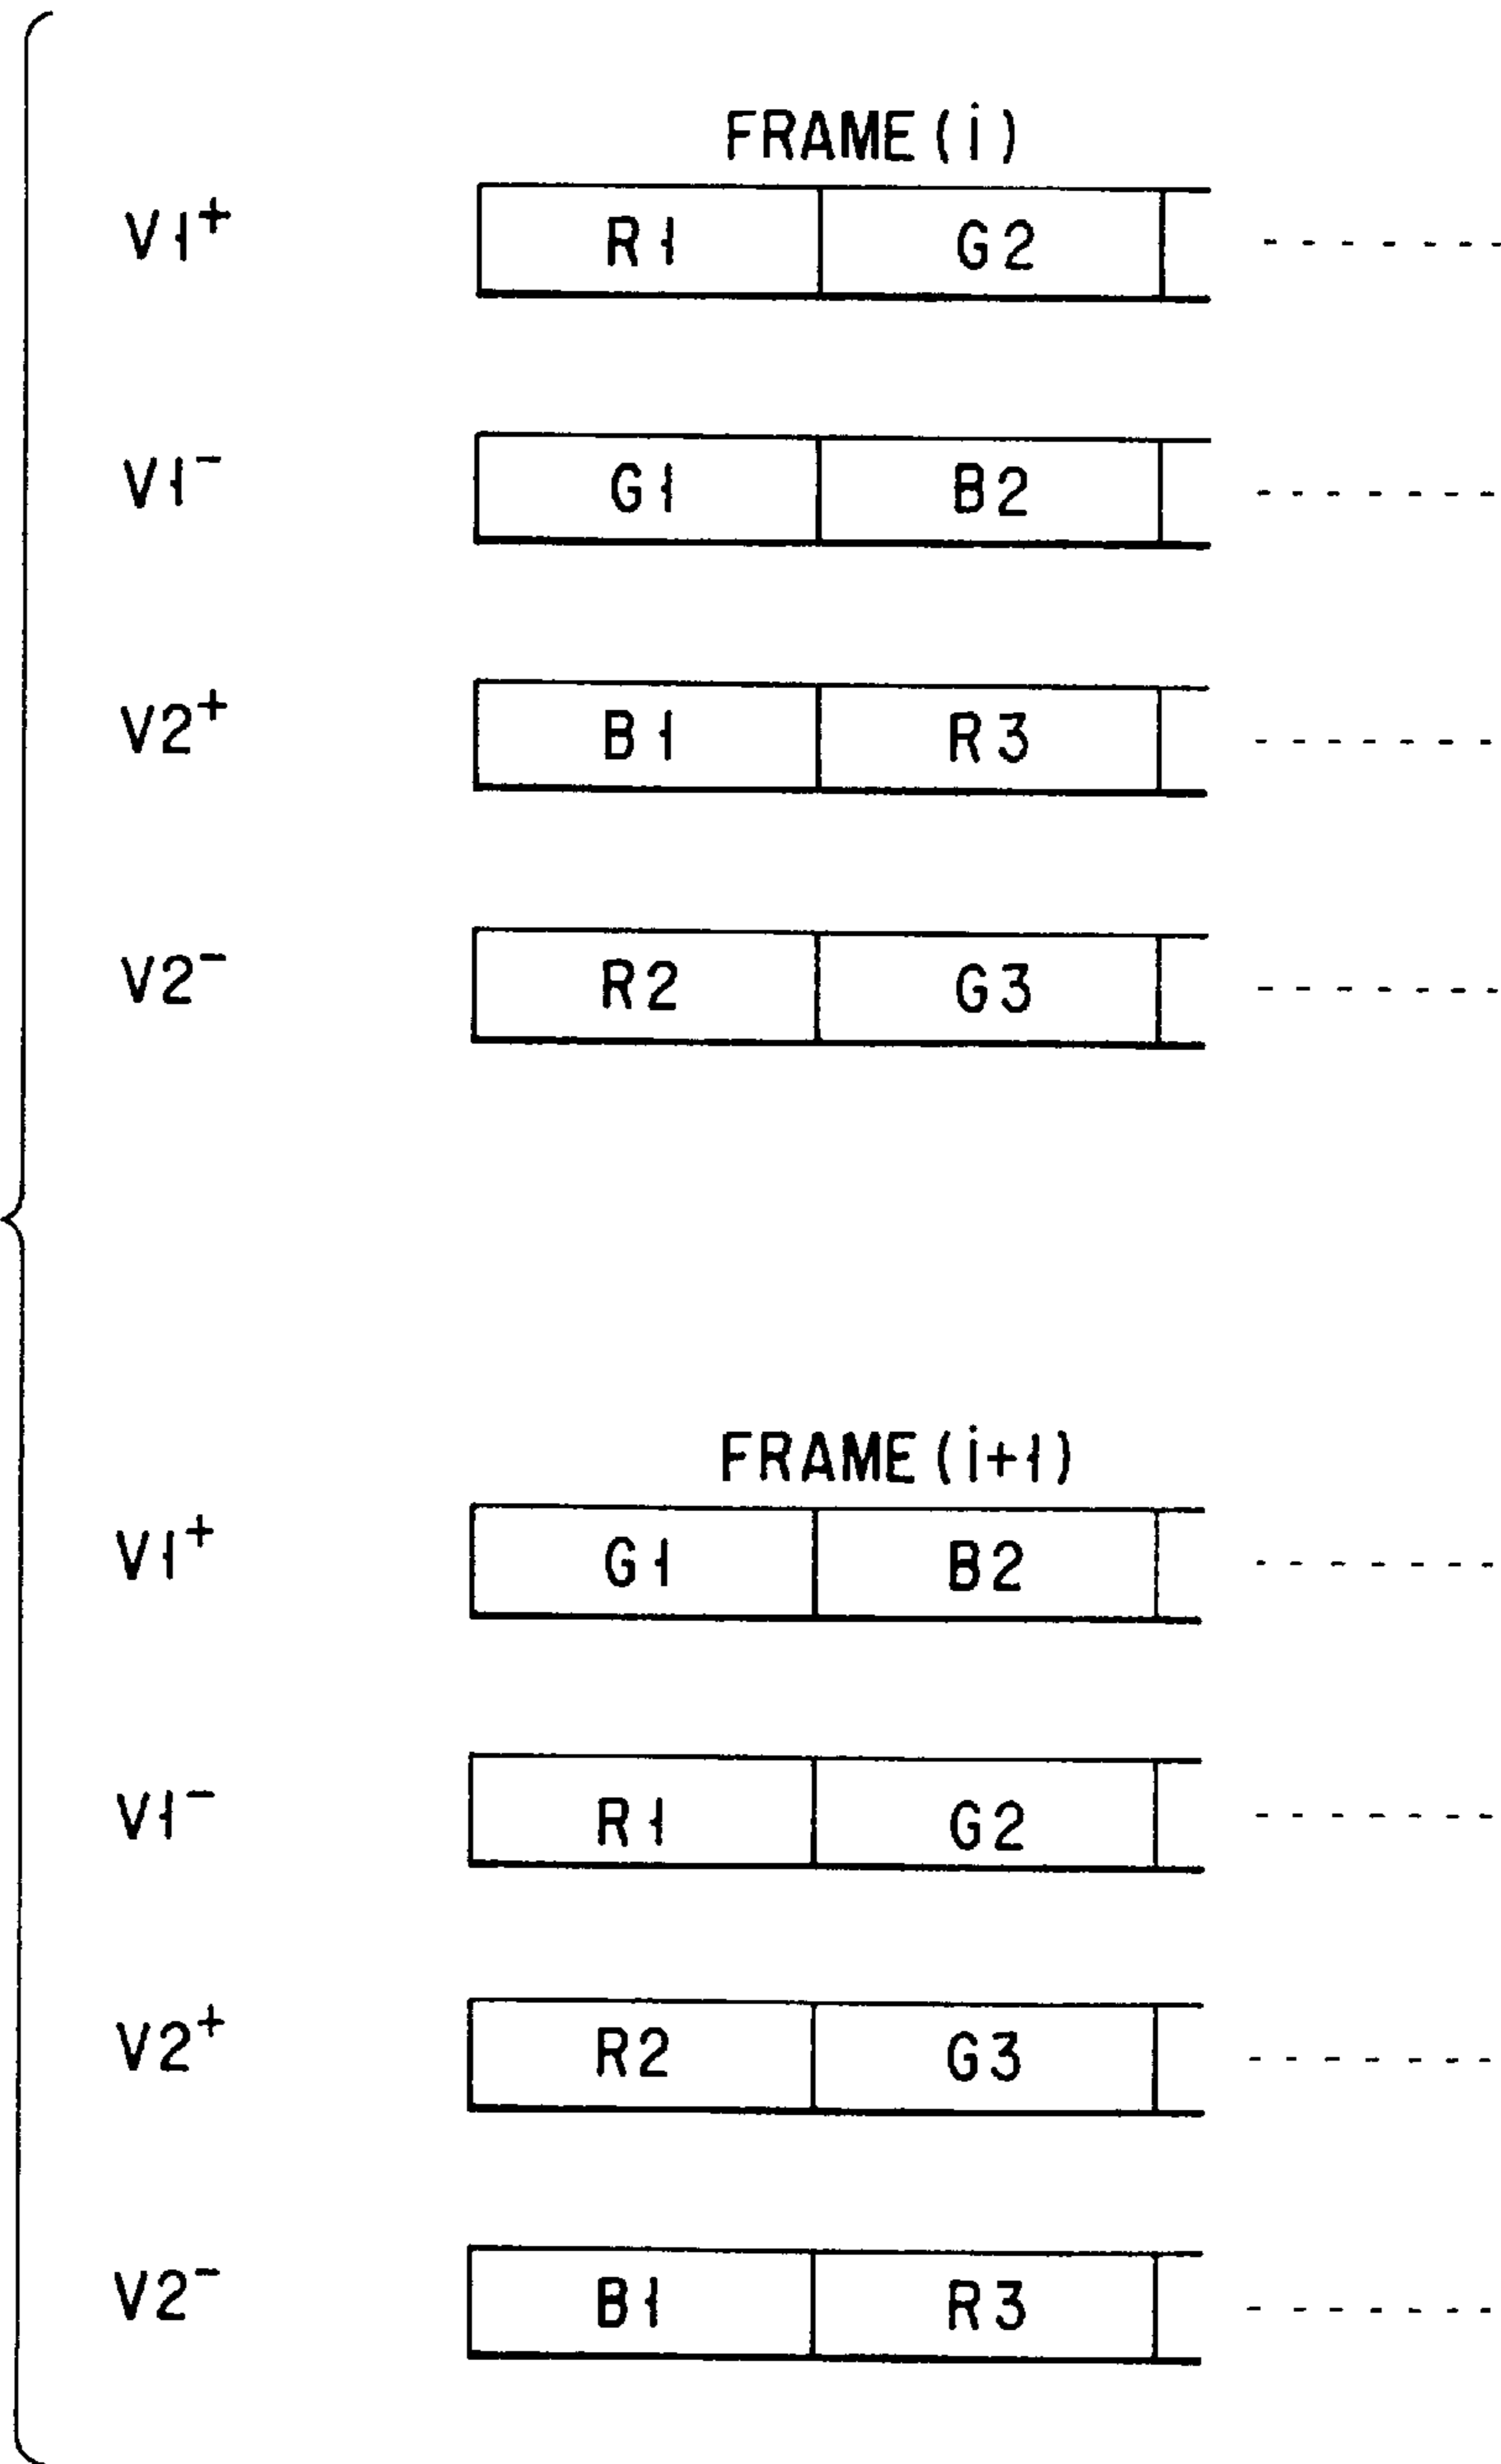 FRAME(i)
V1+ R1 G2
V1- G1 B2
V2+ B1 R3
V2- R2 G3
FRAME(i+1)
V1+ G1 B2
V1- R1 G2
V2+ R2 G3
V2- B1 R3